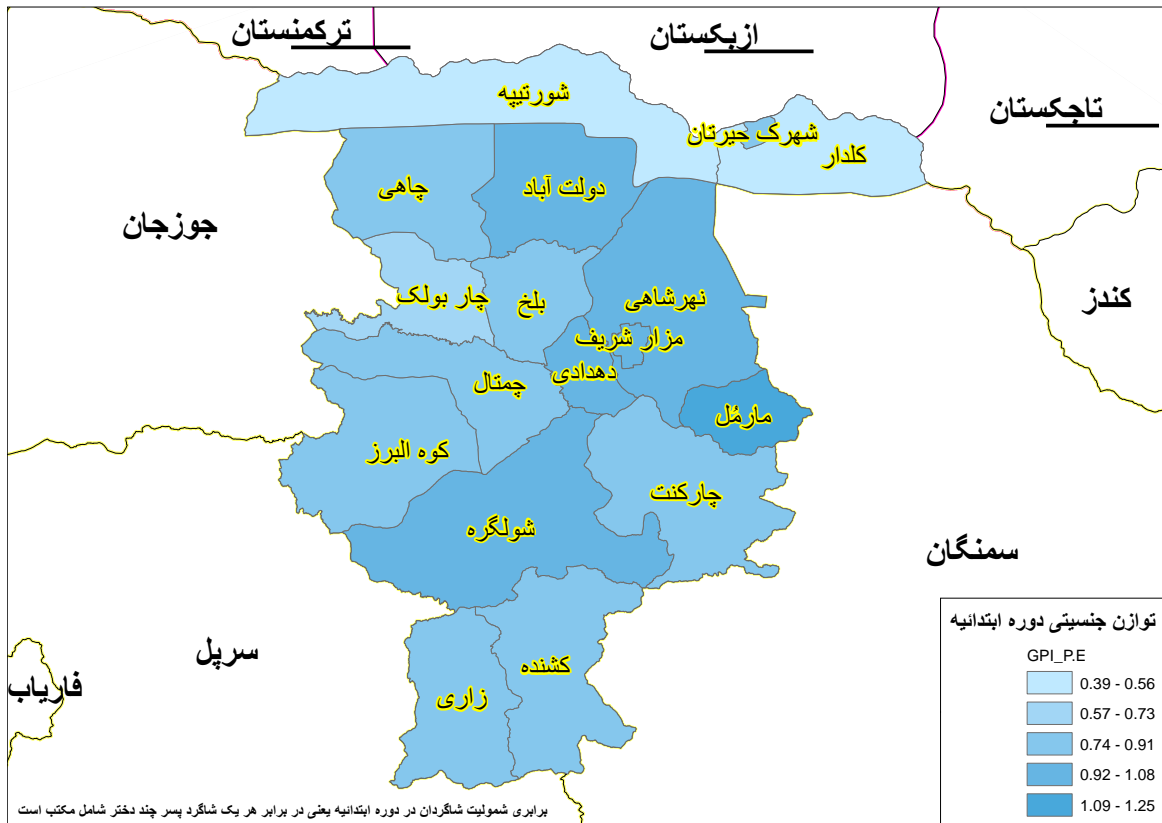 ترکمنستان
ازبکستان
تاجکستان
شورتیپه
شهرک حیرتان
کلدار
چاهی
دولت آباد
جوزجان
کندز
چار بولک
بلخ
نهرشاهی
مزار شریف
دهدادی
چمتال
مارمُل
کوه البرز
چارکنت
شولگره
سمنگان
سرپل
کشنده
زاری
فاریاب
توازن جنسیتی دوره ابتدائیه
GPI_P.E
0.39 - 0.56
0.57 - 0.73
0.74 - 0.91
0.92 - 1.08
1.09 - 1.25
برابری شمولیت شاگردان در دوره ابتدائیه یعنی در برابر هر یک شاگرد پسر چند دختر شامل مکتب است